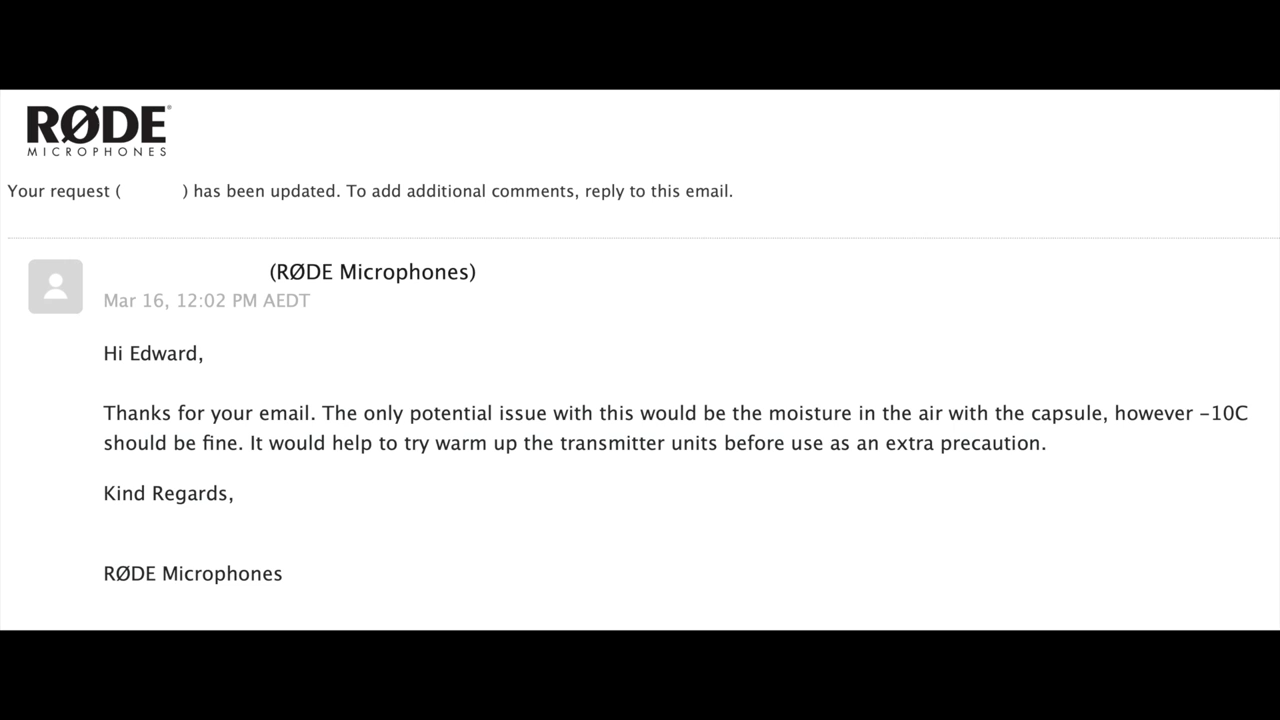 RØDE®
MICROPHONES
Your request ( ) has been updated. To add additional comments, reply to this email.
(RØDE Microphones)
Mar 16, 12:02 PM AEDT
Hi Edward,
Thanks for your email. The only potential issue with this would be the moisture in the air with the capsule, however –10C
should be fine. It would help to try warm up the transmitter units before use as an extra precaution.
Kind Regards,
RØDE Microphones